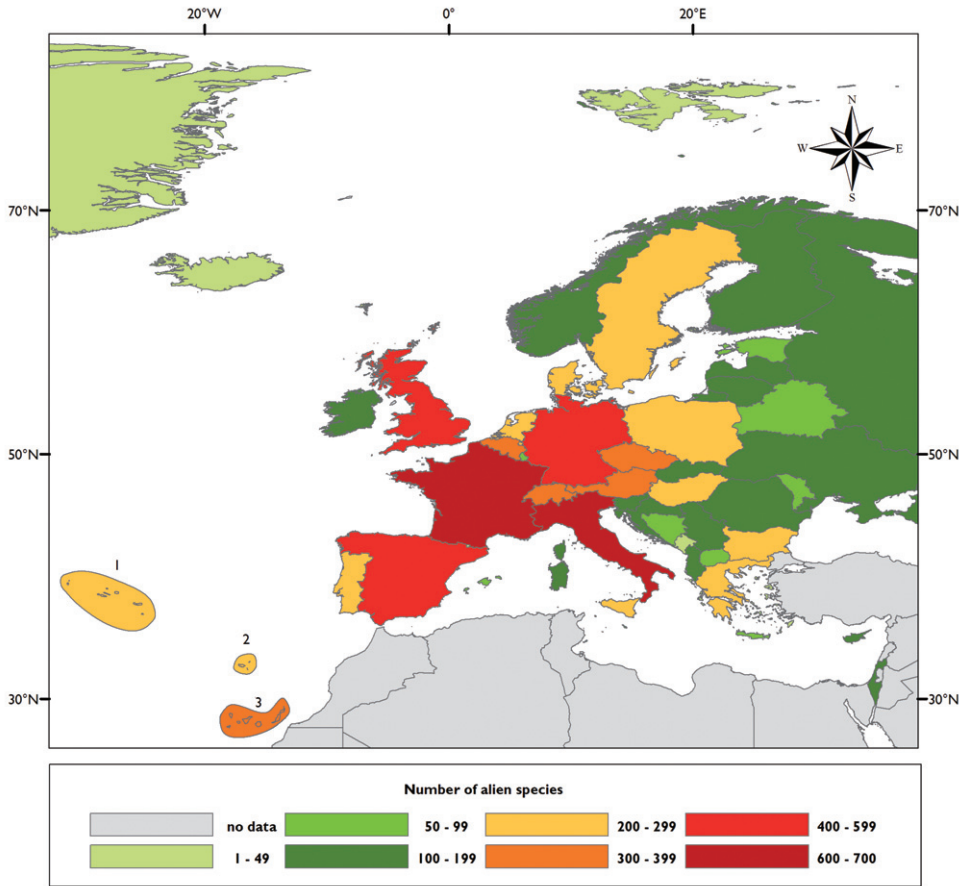 20°W 0° 20°E
N
W E
S
70°N 70°N
50°N 50°N
1
2
3
30°N 30°N
Number of alien species
no data 50 - 99 200 - 299 400 - 599
1 - 49 100 - 199 300 - 399 600 - 700